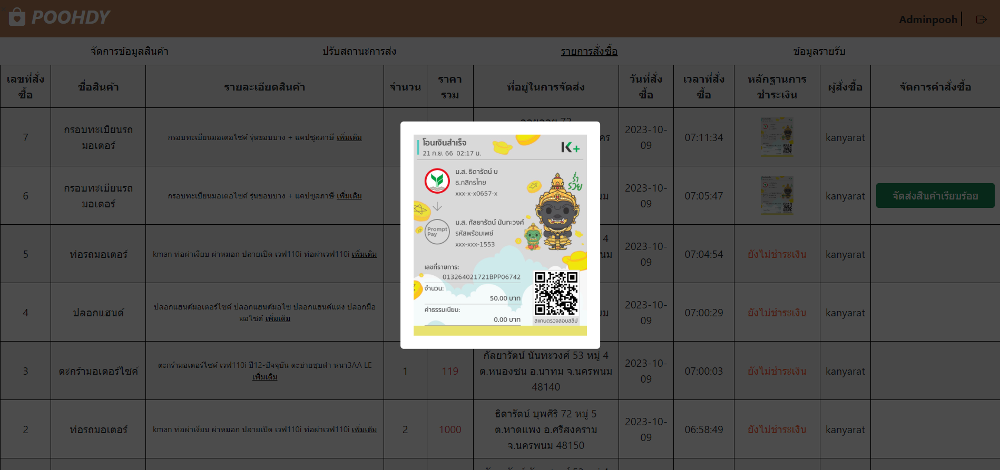 POOHDY
Adminpooh
จัดการข้อมูลสินค้า
ปรับสถานะการส่ง
รายการสั่งซื้อ
ข้อมูลรายรับ
เลขที่สั่ง
ซื้อ
ชื่อสินค้า
รายละเอียดสินค้า
จำนวน
ราคา
รวม
ที่อยู่ในการจัดส่ง
วันที่สั่ง
ซื้อ
เวลาที่สั่ง
ซื้อ
หลักฐานการ
ชำระเงิน
ผู้สั่งซื้อ
จัดการคำสั่งซื้อ
7
กรอบทะเบียนรถ
มอเตอร์
กรอบทะเบียนมอเตอไซค์ รุ่นขอบบาง + แคปซูลภาษี เพิ่มเติม
2023-10-
09
07:11:34
kanyarat
6
กรอบทะเบียนรถ
มอเตอร์
กรอบทะเบียนมอเตอไซค์ รุ่นขอบบาง + แคปซูลภาษี เพิ่มเติม
2023-10-
09
07:05:47
kanyarat
จัดส่งสินค้าเรียบร้อย
5
ท่อรถมอเตอร์
kman ท่อผ่าเงียบ ผ่าหมอก ปลายเปิด เวฟ110i ท่อผ่าเวฟ110i เพิ่มเติม
4
2023-10-
09
07:04:54
ยังไม่ชำระเงิน
kanyarat
4
ปลอกแฮนด์
ปลอกแฮนด์มอเตอร์ไซค์ ปลอกแฮนด์มอไซ ปลอกแฮนด์แต่ง ปลอกมือ
มอไซค์ เพิ่มเติม
2023-10-
09
07:00:29
ยังไม่ชำระเงิน
kanyarat
3
ตะกร้ามอเตอร์ไซค์
ตะกร้ามอเตอร์ไซค์ เวฟ110i ปี12-ปัจจุบัน ตะข่ายชุบดำ หนา3AA LE
เพิ่มเติม
1
119
กัลยารัตน์ นันทะวงศ์ 53 หมู่ 4
ต.หนองซน อ.นาทม จ.นครพนม
48140
2023-10-
09
07:00:03
ยังไม่ชำระเงิน
kanyarat
2
ท่อรถมอเตอร์
kman ท่อผ่าเงียบ ผ่าหมอก ปลายเปิด เวฟ110i ท่อผ่าเวฟ110i เพิ่มเติม
2
1000
ธิดารัตน์ บุพศิริ 72 หมู่ 5
ต.หาดแพง อ.ศรีสงคราม
จ.นครพนม 48150
2023-10-
09
06:58:49
ยังไม่ชำระเงิน
kanyarat
โอนเงินสำเร็จ
21 ก.ย. 66 02:17 น.
K+
น.ส. ธิดารัตน์ บ
ธ.กสิกรไทย
xxx-x-x0657-x
ร่ำ
รวย
Prompt
Pay
น.ส. กัลยารัตน์ นันทะวงศ์
รหัสพร้อมเพย์
xxx-xxx-1553
เลขที่รายการ:
013264021721BPP06742
จำนวน:
50.00 บาท
ค่าธรรมเนียม:
0.00 บาท
สแกนตรวจสอบสลิป